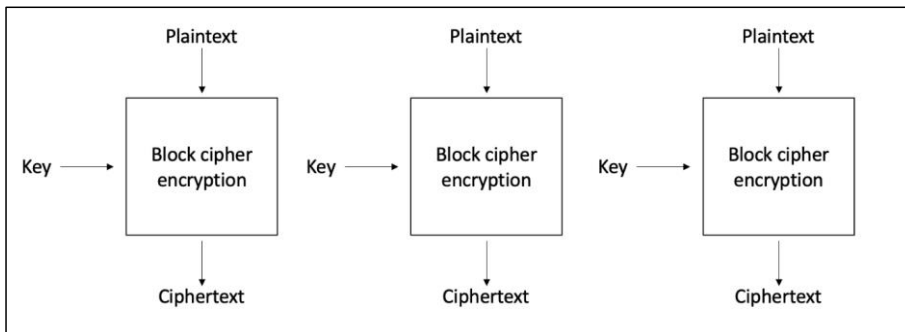 Plaintext Plaintext Plaintext
Key Block cipher encryption Key Block cipher encryption Key Block cipher encryption
Ciphertext Ciphertext Ciphertext